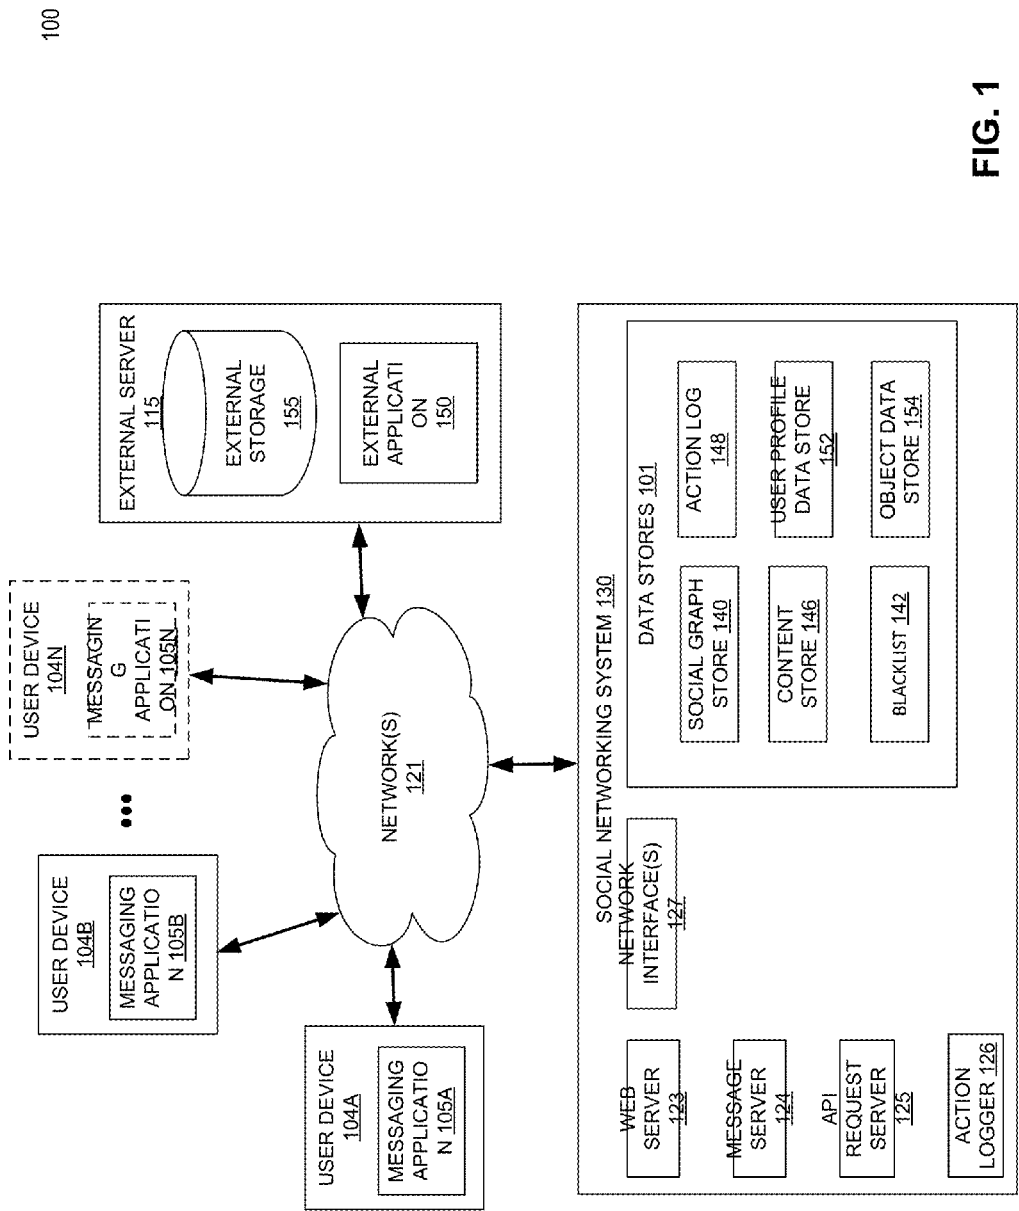 100
USER DEVICE
104A
MESSAGING
APPLICATIO
N 105A
USER DEVICE
104B
MESSAGING
APPLICATIO
N 105B
•••
USER DEVICE
104N
MESSAGIN
G
APPLICATI
ON 105N
EXTERNAL SERVER
115
EXTERNAL
STORAGE
155
EXTERNAL
APPLICATI
ON
150
NETWORK(S)
121
SOCIAL NETWORKING SYSTEM 130
WEB
SERVER
123
MESSAGE
SERVER
124
API
REQUEST
SERVER
125
ACTION
LOGGER 126
NETWORK
INTERFACE(S)
127
DATA STORES 101
SOCIAL GRAPH
STORE 140
ACTION LOG
148
CONTENT
STORE 146
USER PROFILE
DATA STORE
152
BLACKLIST 142
OBJECT DATA
STORE 154
FIG. 1